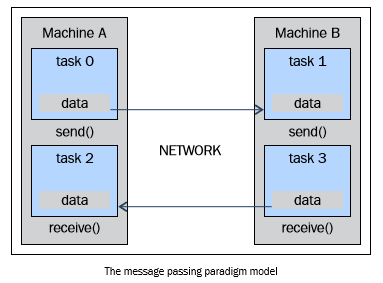 Machine A
task 0
data
send()
task 2
data
receive()
NETWORK
Machine B
task 1
data
send()
task 3
data
receive()
The message passing paradigm model